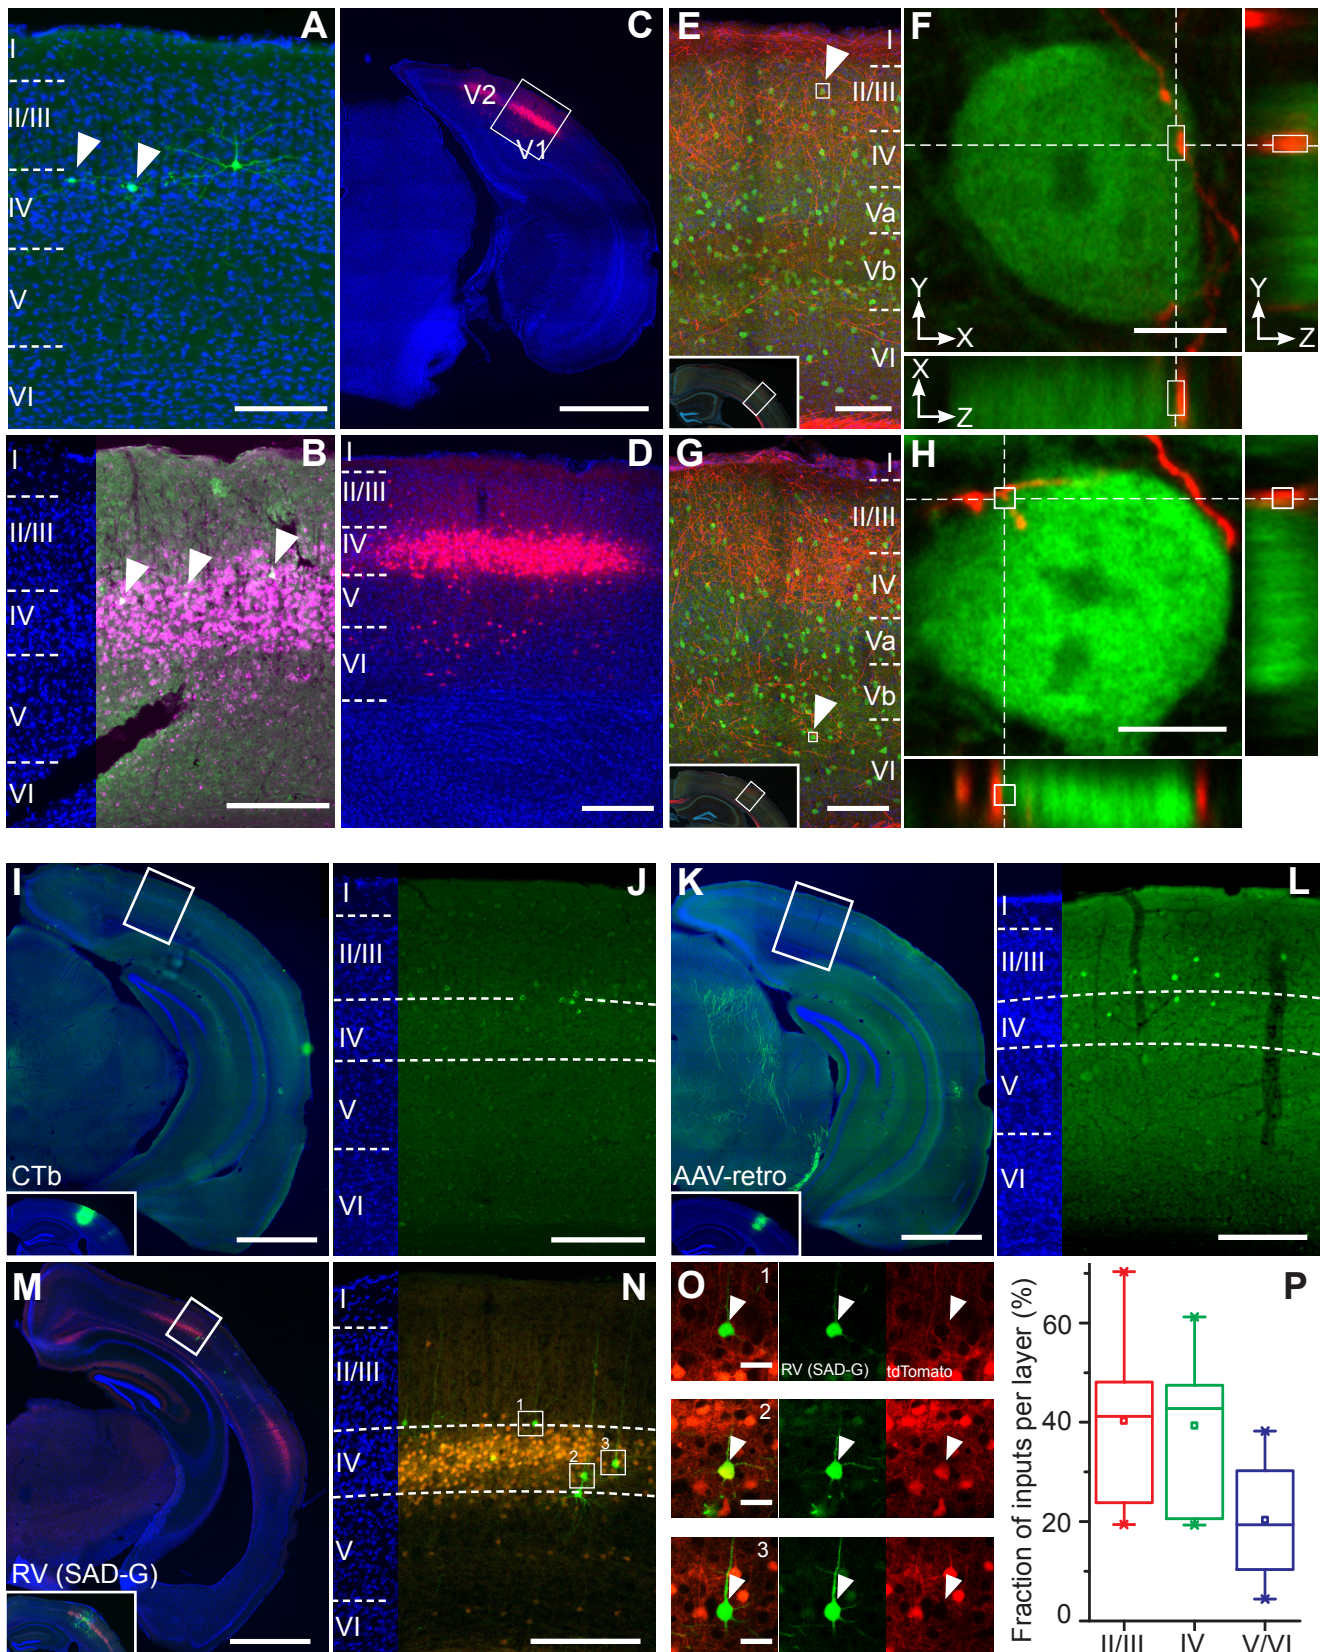 A
I
II/III
IV
V
VI
C
V2
V1
E
I
II/III
IV
Va
Vb
VI
F
Y
X
Y
Z
X
Z
B
I
II/III
IV
V
VI
D
I
II/III
IV
V
VI
G
I
II/III
IV
Va
Vb
VI
H
I
CTb
J
I
II/III
IV
V
VI
K
AAV-retro
L
I
II/III
IV
V
VI
M
RV (SAD-G)
N
I
II/III
IV
V
VI
1
2
3
O
1
RV (SAD-G)
tdTomato
2
3
P
Fraction of inputs per layer (%)
60
40
20
0
II/III
IV
V/VI